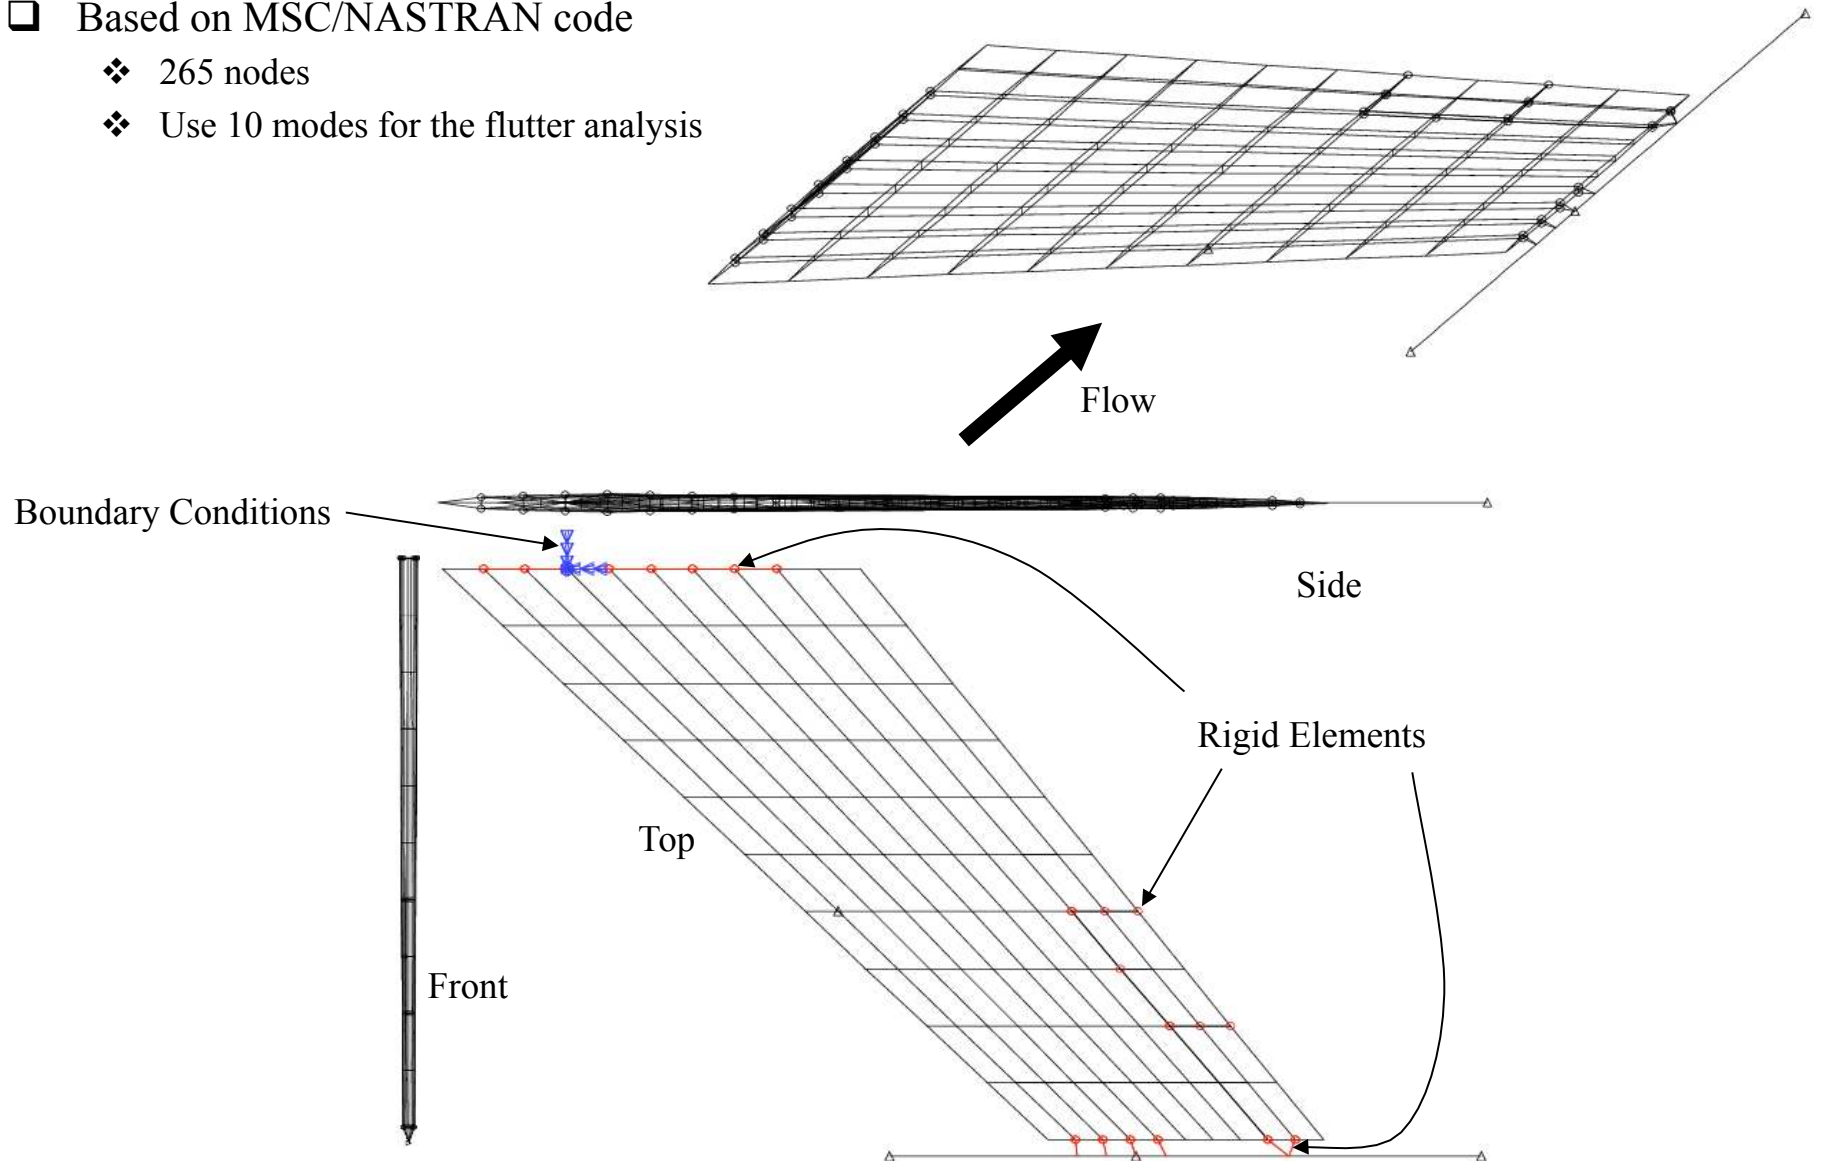 Based on MSC/NASTRAN code
265 nodes
Use 10 modes for the flutter analysis
Flow
Boundary Conditions
Side
Rigid Elements
Top
Front